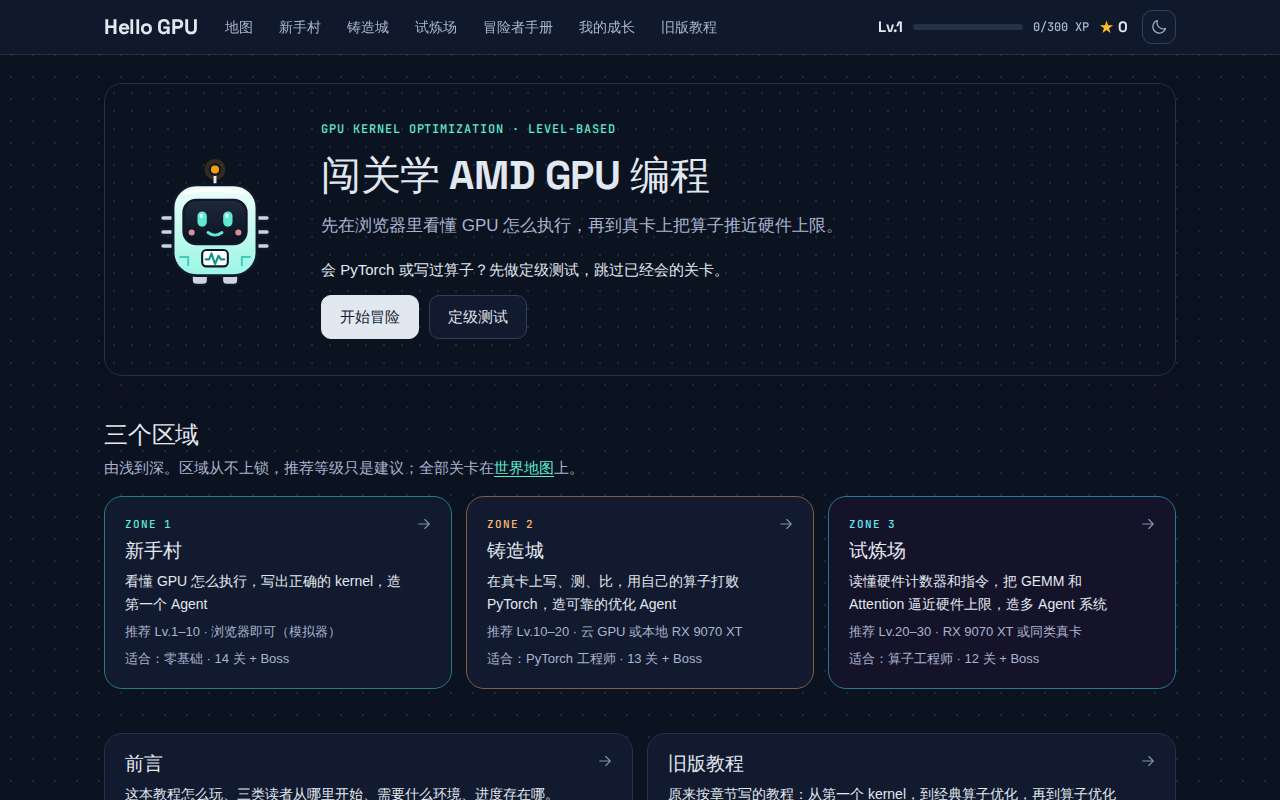 Hello GPU 地图 新手村 铸造城 试炼场 冒险者手册 我的成长 旧版教程 Lv.1 0/300 XP ★ 0
GPU KERNEL OPTIMIZATION · LEVEL-BASED
闯关学 AMD GPU 编程
先在浏览器里看懂 GPU 怎么执行，再到真卡上把算子推近硬件上限。
会 PyTorch 或写过算子？先做定级测试，跳过已经会的关卡。
开始冒险 定级测试
三个区域
由浅到深。区域从不上锁，推荐等级只是建议；全部关卡在世界地图上。
ZONE 1 →
新手村
看懂 GPU 怎么执行，写出正确的 kernel，造
第一个 Agent
推荐 Lv.1–10 · 浏览器即可（模拟器）
适合：零基础 · 14 关 + Boss
ZONE 2 →
铸造城
在真卡上写、测、比，用自己的算子打败
PyTorch，造可靠的优化 Agent
推荐 Lv.10–20 · 云 GPU 或本地 RX 9070 XT
适合：PyTorch 工程师 · 13 关 + Boss
ZONE 3 →
试炼场
读懂硬件计数器和指令，把 GEMM 和
Attention 逼近硬件上限，造多 Agent 系统
推荐 Lv.20–30 · RX 9070 XT 或同类真卡
适合：算子工程师 · 12 关 + Boss
前言 →
这本教程怎么玩、三类读者从哪里开始、需要什么环境、进度存在哪。
旧版教程 →
原来按章节写的教程：从第一个 kernel，到经典算子优化，再到算子优化